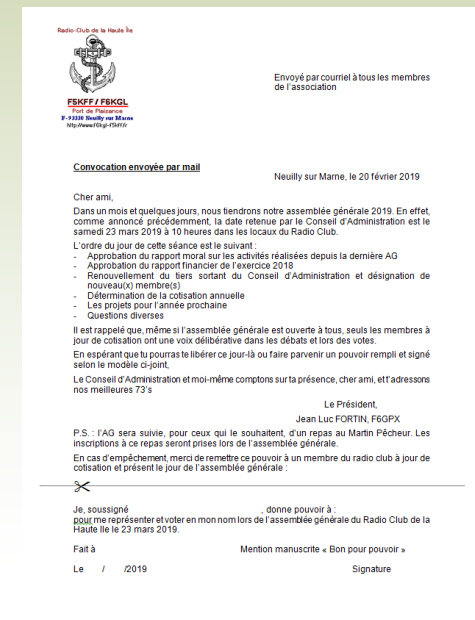 Radio-Club de la Haute Île
F5KFF / F6KGL
Port de Plaisance
F-93330 Neuilly sur Marne
http://www.f6kgl-f5kff.fr
Envoyé par courriel à tous les membres
de l'association
Convocation envoyée par mail
Neuilly sur Marne, le 20 février 2019
Cher ami,
Dans un mois et quelques jours, nous tiendrons notre assemblée générale 2019. En effet,
comme annoncé précédemment, la date retenue par le Conseil d'Administration est le
samedi 23 mars 2019 à 10 heures dans les locaux du Radio Club.
L'ordre du jour de cette séance est le suivant :
- Approbation du rapport moral sur les activités réalisées depuis la dernière AG
- Approbation du rapport financier de l'exercice 2018
- Renouvellement du tiers sortant du Conseil d'Administration et désignation de
nouveau(x) membre(s)
- Détermination de la cotisation annuelle
- Les projets pour l'année prochaine
- Questions diverses
Il est rappelé que, même si l'assemblée générale est ouverte à tous, seuls les membres à
jour de cotisation ont une voix délibérative dans les débats et lors des votes.
En espérant que tu pourras te libérer ce jour-là ou faire parvenir un pouvoir rempli et signé
selon le modèle ci-joint,
Le Conseil d'Administration et moi-même comptons sur ta présence, cher ami, et t'adressons
nos meilleures 73's
Le Président,
Jean Luc FORTIN, F6GPX
P.S. : l'AG sera suivie, pour ceux qui le souhaitent, d'un repas au Martin Pêcheur. Les
inscriptions à ce repas seront prises lors de l'assemblée générale.
En cas d'empêchement, merci de remettre ce pouvoir à un membre du radio club à jour de
cotisation et présent le jour de l'assemblée générale :
Je, soussigné , donne pouvoir à :
pour me représenter et voter en mon nom lors de l'assemblée générale du Radio Club de la
Haute Ile le 23 mars 2019.
Fait à Mention manuscrite « Bon pour pouvoir »
Le / /2019 Signature